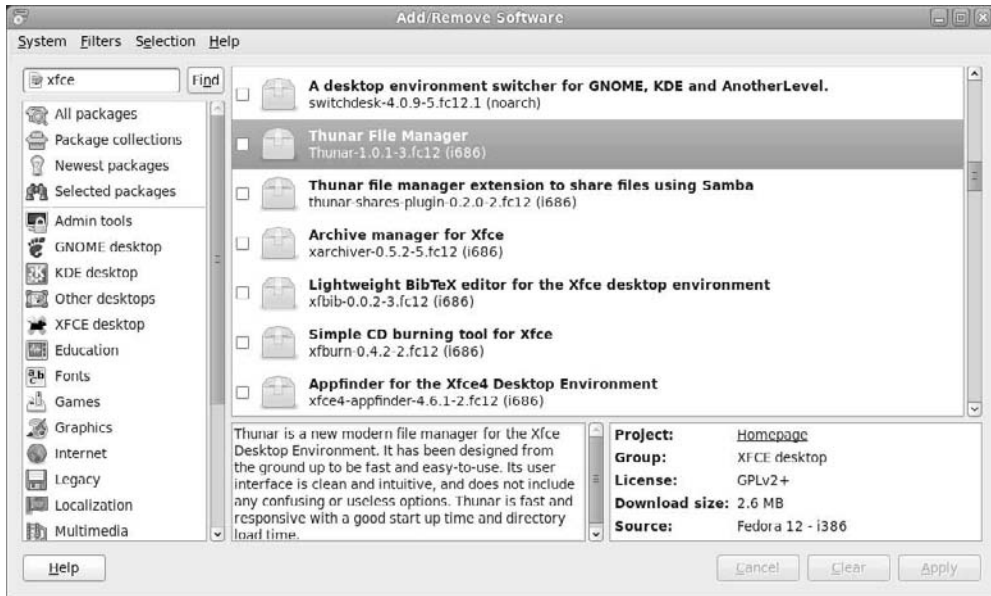 Add/Remove Software
System Filters Selection Help
xfce
Find
All packages
Package collections
Newest packages
Selected packages
Admin tools
GNOME desktop
KDE desktop
Other desktops
XFCE desktop
Education
Fonts
Games
Graphics
Internet
Legacy
Localization
Multimedia
A desktop environment switcher for GNOME, KDE and AnotherLevel.
switchdesk-4.0.9-5.fc12.1 (noarch)
Thunar File Manager
Thunar-1.0.1-3.fc12 (i686)
Thunar file manager extension to share files using Samba
thunar-shares-plugin-0.2.0-2.fc12 (i686)
Archive manager for Xfce
xarchiver-0.5.2-5.fc12 (i686)
Lightweight BibTeX editor for the Xfce desktop environment
xfbib-0.0.2-3.fc12 (i686)
Simple CD burning tool for Xfce
xfburn-0.4.2-2.fc12 (i686)
Appfinder for the Xfce4 Desktop Environment
xfce4-appfinder-4.6.1-2.fc12 (i686)
Thunar is a new modern file manager for the Xfce
Desktop Environment. It has been designed from
the ground up to be fast and easy-to-use. Its user
interface is clean and intuitive, and does not include
any confusing or useless options. Thunar is fast and
responsive with a good start up time and directory
load time.
Project: Homepage
Group: XFCE desktop
License: GPLv2+
Download size: 2.6 MB
Source: Fedora 12 - i386
Help
Cancel
Clear
Apply